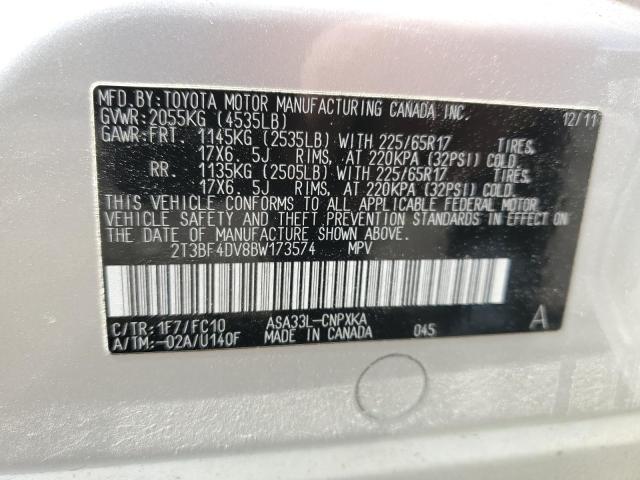 MFD.BY: TOYOTA MOTOR MANUFACTURING CANADA INC.
GVWR: 2055KG (4535LB) 12/11
GAWR: FRT. 1145KG (2535LB) WITH 225/65R17 TIRES,
17X6.5J RIMS, AT 220KPA (32PSI) COLD.
RR. 1135KG (2505LB) WITH 225/65R17 TIRES,
17X6.5J RIMS, AT 220KPA (32PSI) COLD.
THIS VEHICLE CONFORMS TO ALL APPLICABLE FEDERAL MOTOR
VEHICLE SAFETY AND THEFT PREVENTION STANDARDS IN EFFECT ON
THE DATE OF MANUFACTURE SHOWN ABOVE.
2T3BF4DV8BW173574 MPV
C/TR: 1F7/FC10 ASA33L-CNPXKA A
A/TM: -02A/U140F MADE IN CANADA 045